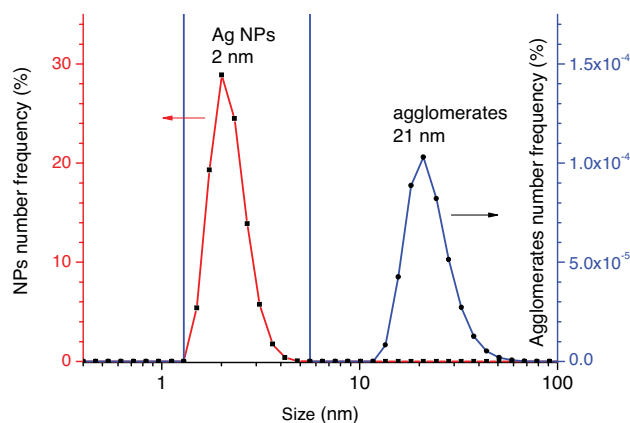 Ag NPs
2 nm
agglomerates
21 nm
NPs number frequency (%)
30
20
10
0
Agglomerates number frequency (%)
1.5x10⁻⁴
1.0x10⁻⁴
5.0x10⁻⁵
0.0
1
10
100
Size (nm)